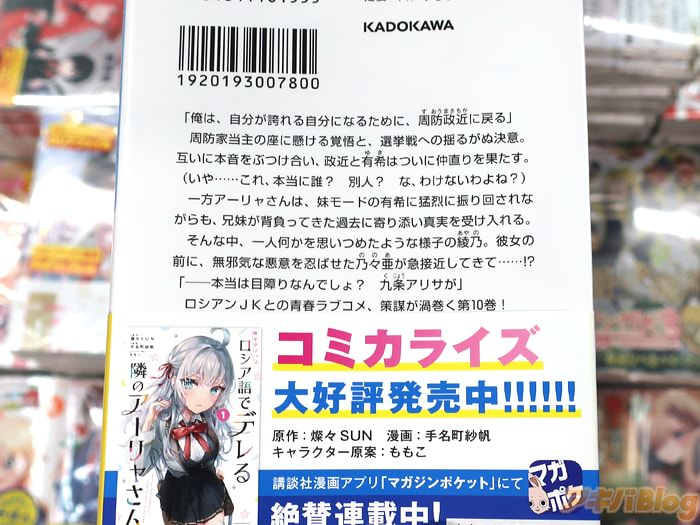 KADOKAWA
1920193007800
「俺は、自分が誇れる自分になるために、周防政近に戻る」
周防家当主の座に懸ける覚悟と、選挙戦への揺るがぬ決意。
互いに本音をぶつけ合い、政近と有希はついに仲直りを果たす。
(いや……これ、本当に誰? 別人? な、わけないわよね?)
一方アーリャさんは、妹モードの有希に猛烈に振り回されな
がらも、兄妹が背負ってきた過去に寄り添い真実を受け入れる。
そんな中、一人何かを思いつめたような様子の綾乃。彼女の
前に、無邪気な悪意を忍ばせた乃々亜が急接近してきて……!?
「――本当は目障りなんでしょ? 九条アリサが」
ロシアンJKとの青春ラブコメ、策謀が渦巻く第10巻!
コミカライズ
大好評発売中!!!!!!
原作:燦々SUN 漫画:手名町紗帆
キャラクター原案:ももこ
講談社漫画アプリ「マガジンポケット」にて
絶賛連載中!
マガポケ
ロシア語でデレる
隣のアーリャさん
1
アキバBlog